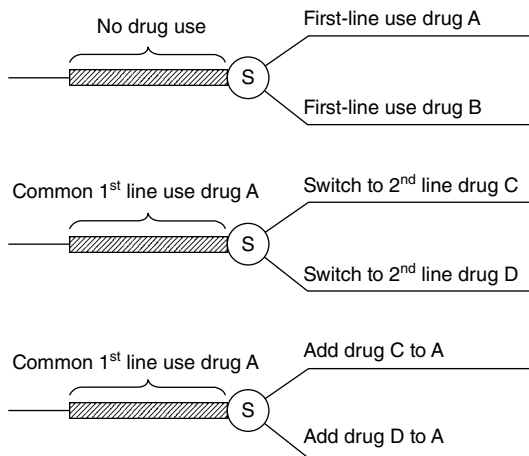 No drug use
First-line use drug A
S
First-line use drug B
Common 1st line use drug A
Switch to 2nd line drug C
S
Switch to 2nd line drug D
Common 1st line use drug A
Add drug C to A
S
Add drug D to A